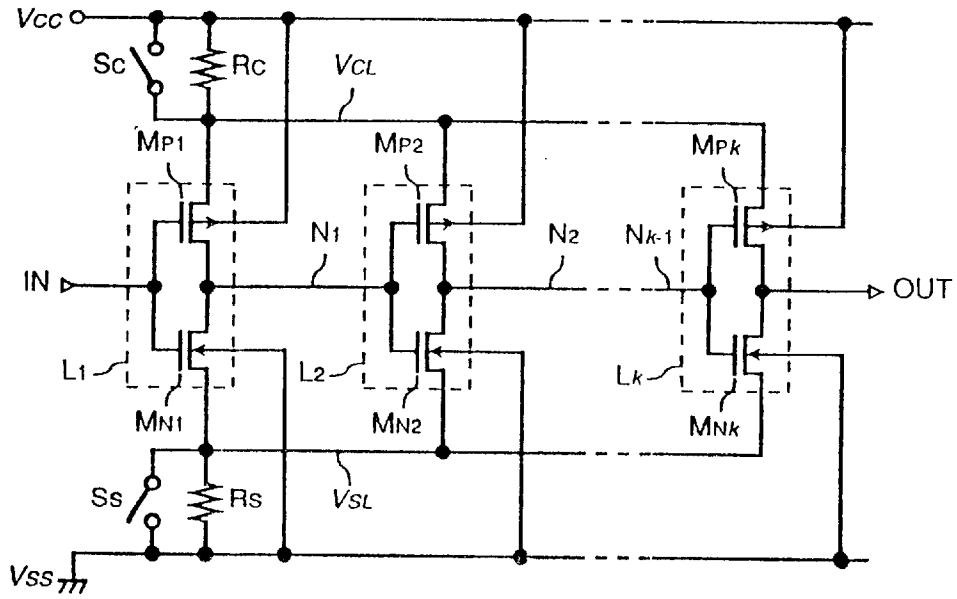 VCC
SC RC VCL
MP1 MP2 MPk
IN N1 N2 Nk-1 OUT
L1 L2 Lk
MN1 MN2 MNk
SS RS VSL
VSS